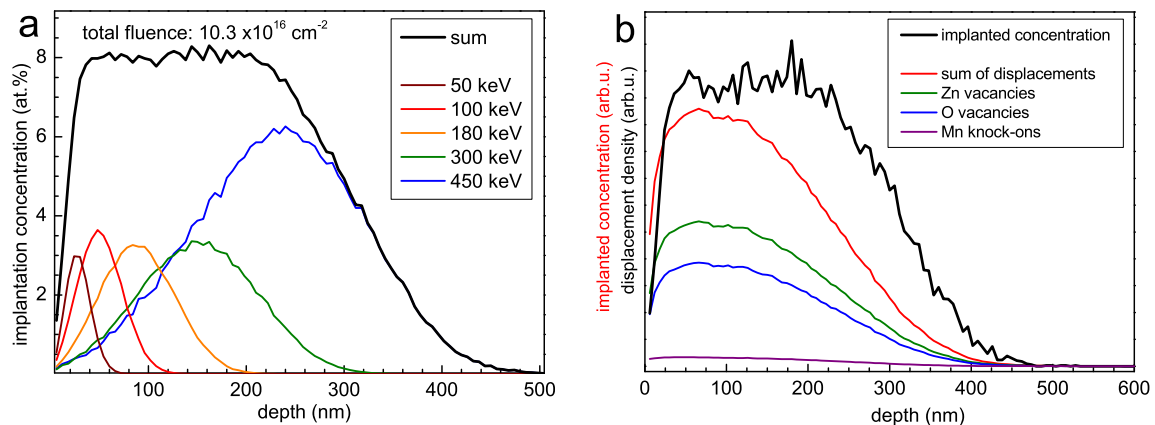 a
total fluence: 10.3 x10¹⁶ cm⁻²
sum
50 keV
100 keV
180 keV
300 keV
450 keV
implantation concentration (at.%)
8
6
4
2
100 200 300 400 500
depth (nm)
b
implanted concentration
sum of displacements
Zn vacancies
O vacancies
Mn knock-ons
implanted concentration (arb.u.)
displacement density (arb.u.)
0 100 200 300 400 500 600
depth (nm)